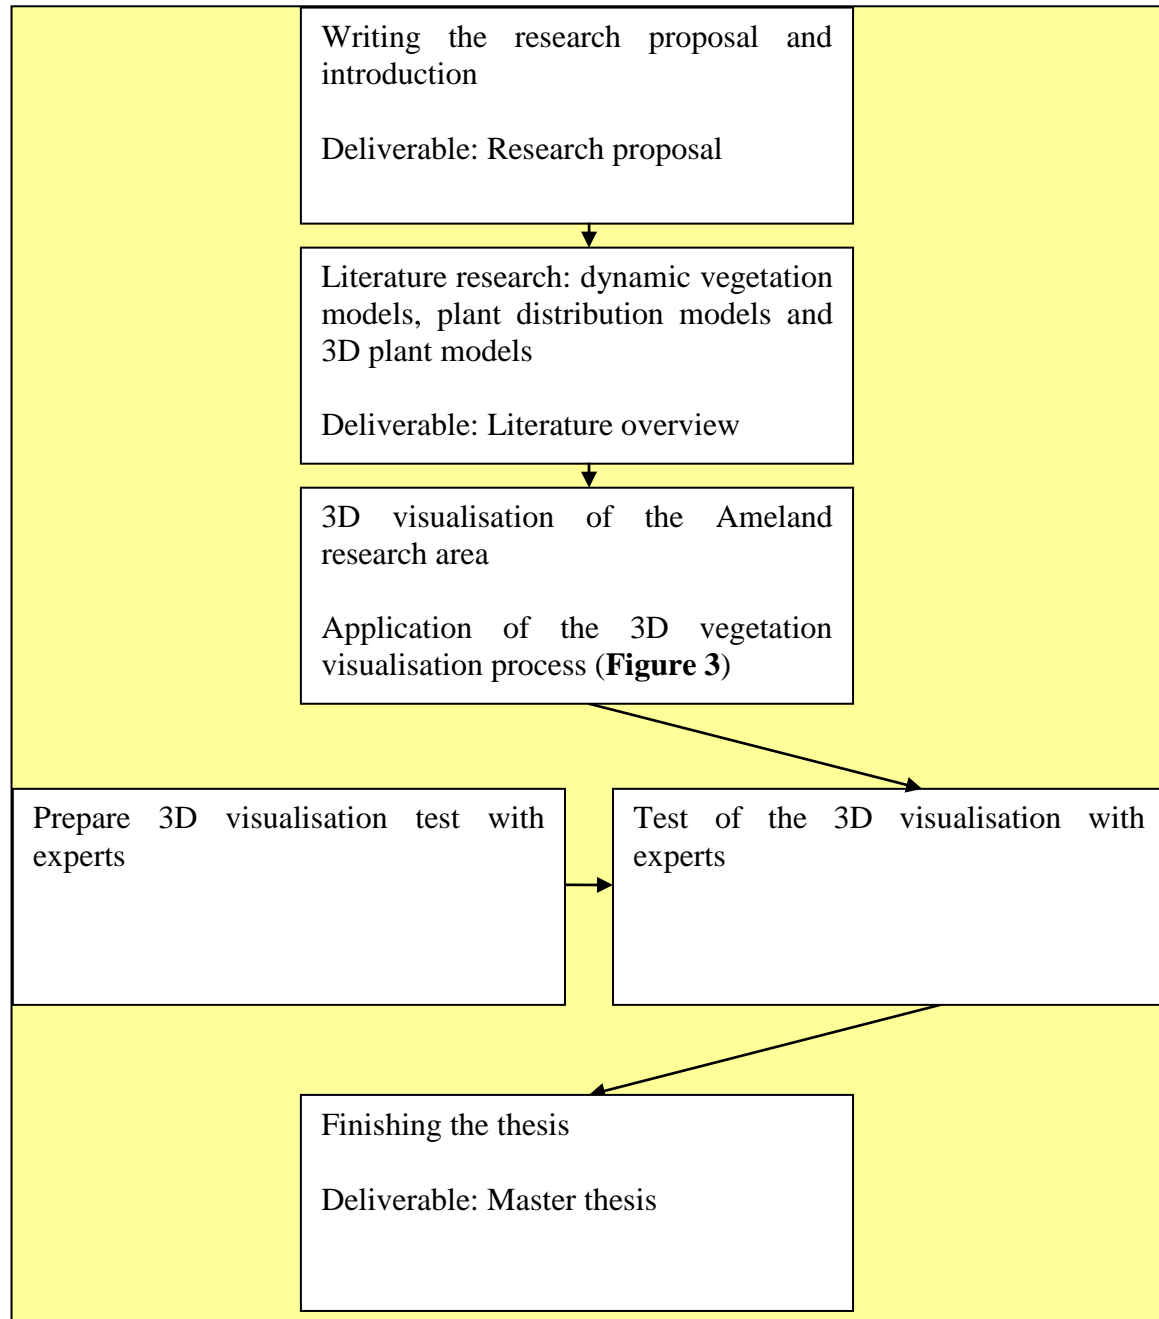 Writing the research proposal and
introduction
Deliverable: Research proposal
Literature research: dynamic vegetation
models, plant distribution models and
3D plant models
Deliverable: Literature overview
3D visualisation of the Ameland
research area
Application of the 3D vegetation
visualisation process (Figure 3)
Prepare 3D visualisation test with
experts
Test of the 3D visualisation with
experts
Finishing the thesis
Deliverable: Master thesis